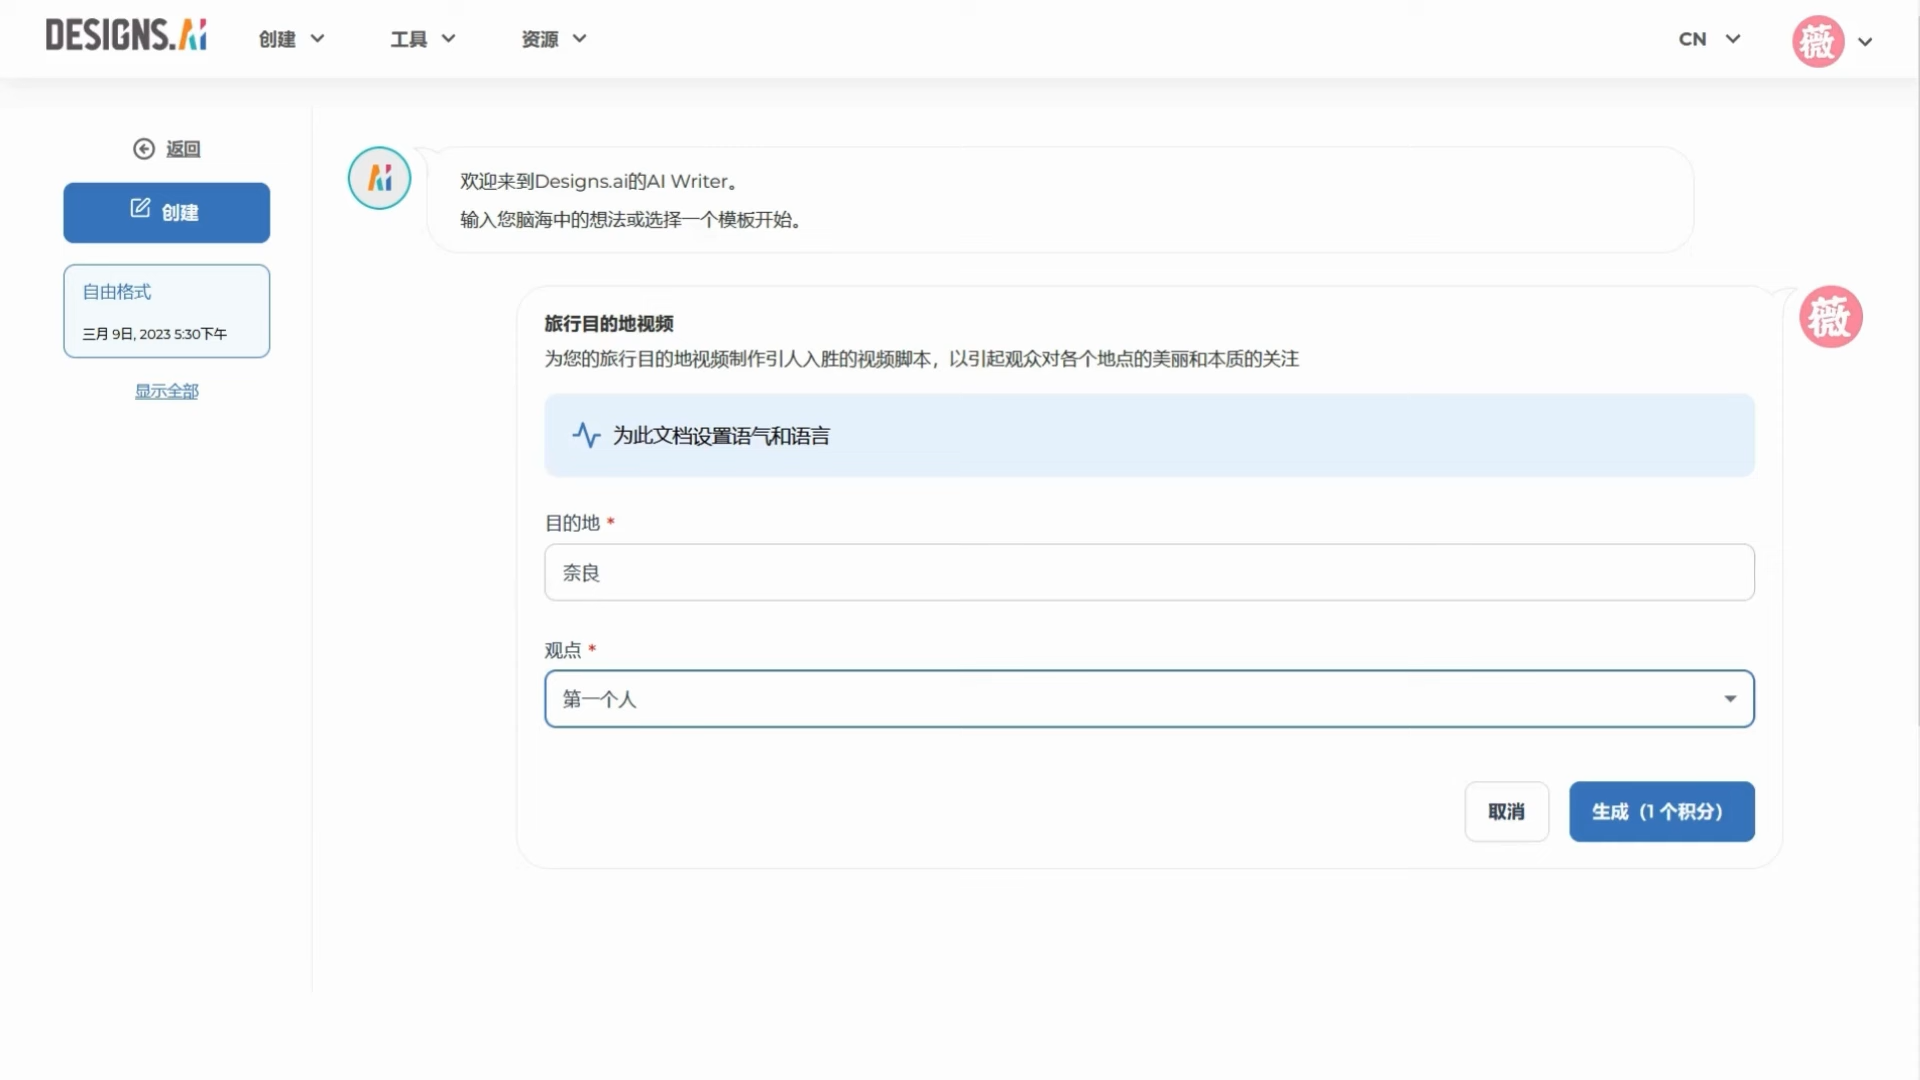 DESIGNS.AI
创建
工具
资源
CN
薇
返回
创建
自由格式
三月 9日, 2023 5:30下午
显示全部
AI
欢迎来到Designs.ai的AI Writer。
输入您脑海中的想法或选择一个模板开始。
薇
旅行目的地视频
为您的旅行目的地视频制作引人入胜的视频脚本，以引起观众对各个地点的美丽和本质的关注
为此文档设置语气和语言
目的地 *
奈良
观点 *
第一个人
取消
生成（1 个积分）